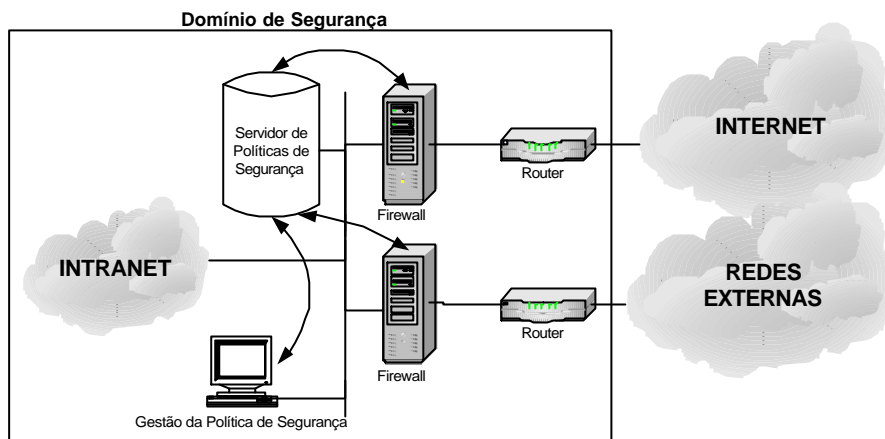 Domínio de Segurança
Servidor de
Políticas de
Segurança
Firewall
Router
INTERNET
INTRANET
Firewall
Router
REDES
EXTERNAS
Gestão da Política de Segurança